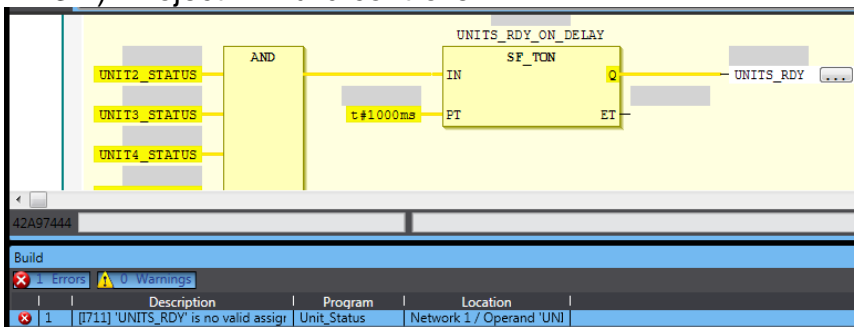 UNITS_RDY_ON_DELAY
AND
SF_TON
UNIT2_STATUS
IN
Q
UNITS_RDY
...
UNIT3_STATUS
t#1000ms
PT
ET
UNIT4_STATUS
42A97444
Build
1 Errors
0 Warnings
Description Program Location
1 [I711] 'UNITS_RDY' is no valid assigr Unit_Status Network 1 / Operand 'UNI